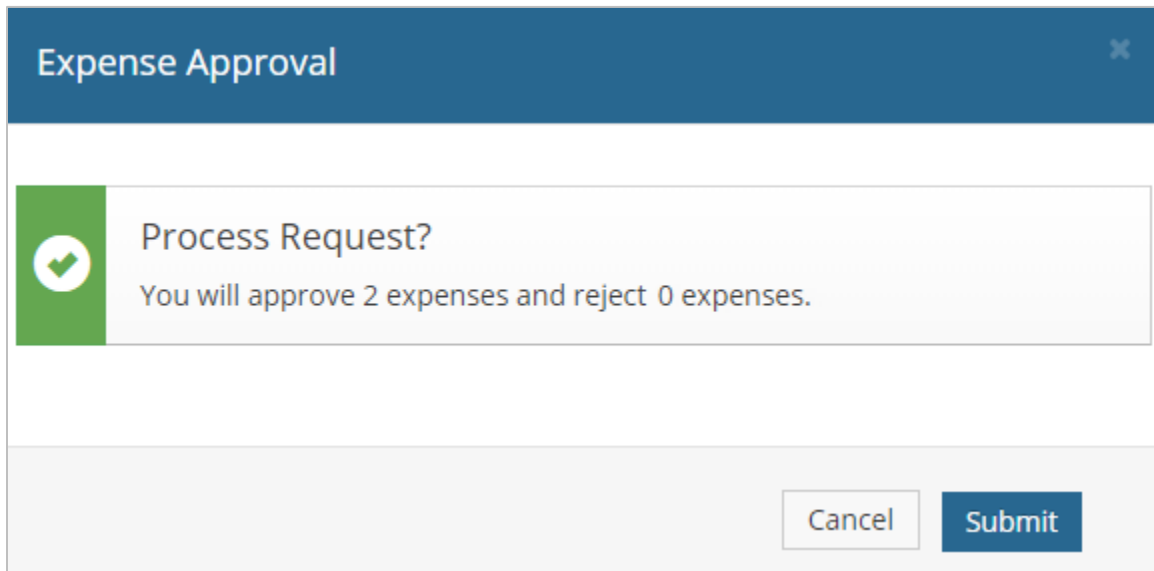 Expense Approval
Process Request?
You will approve 2 expenses and reject 0 expenses.
Cancel
Submit